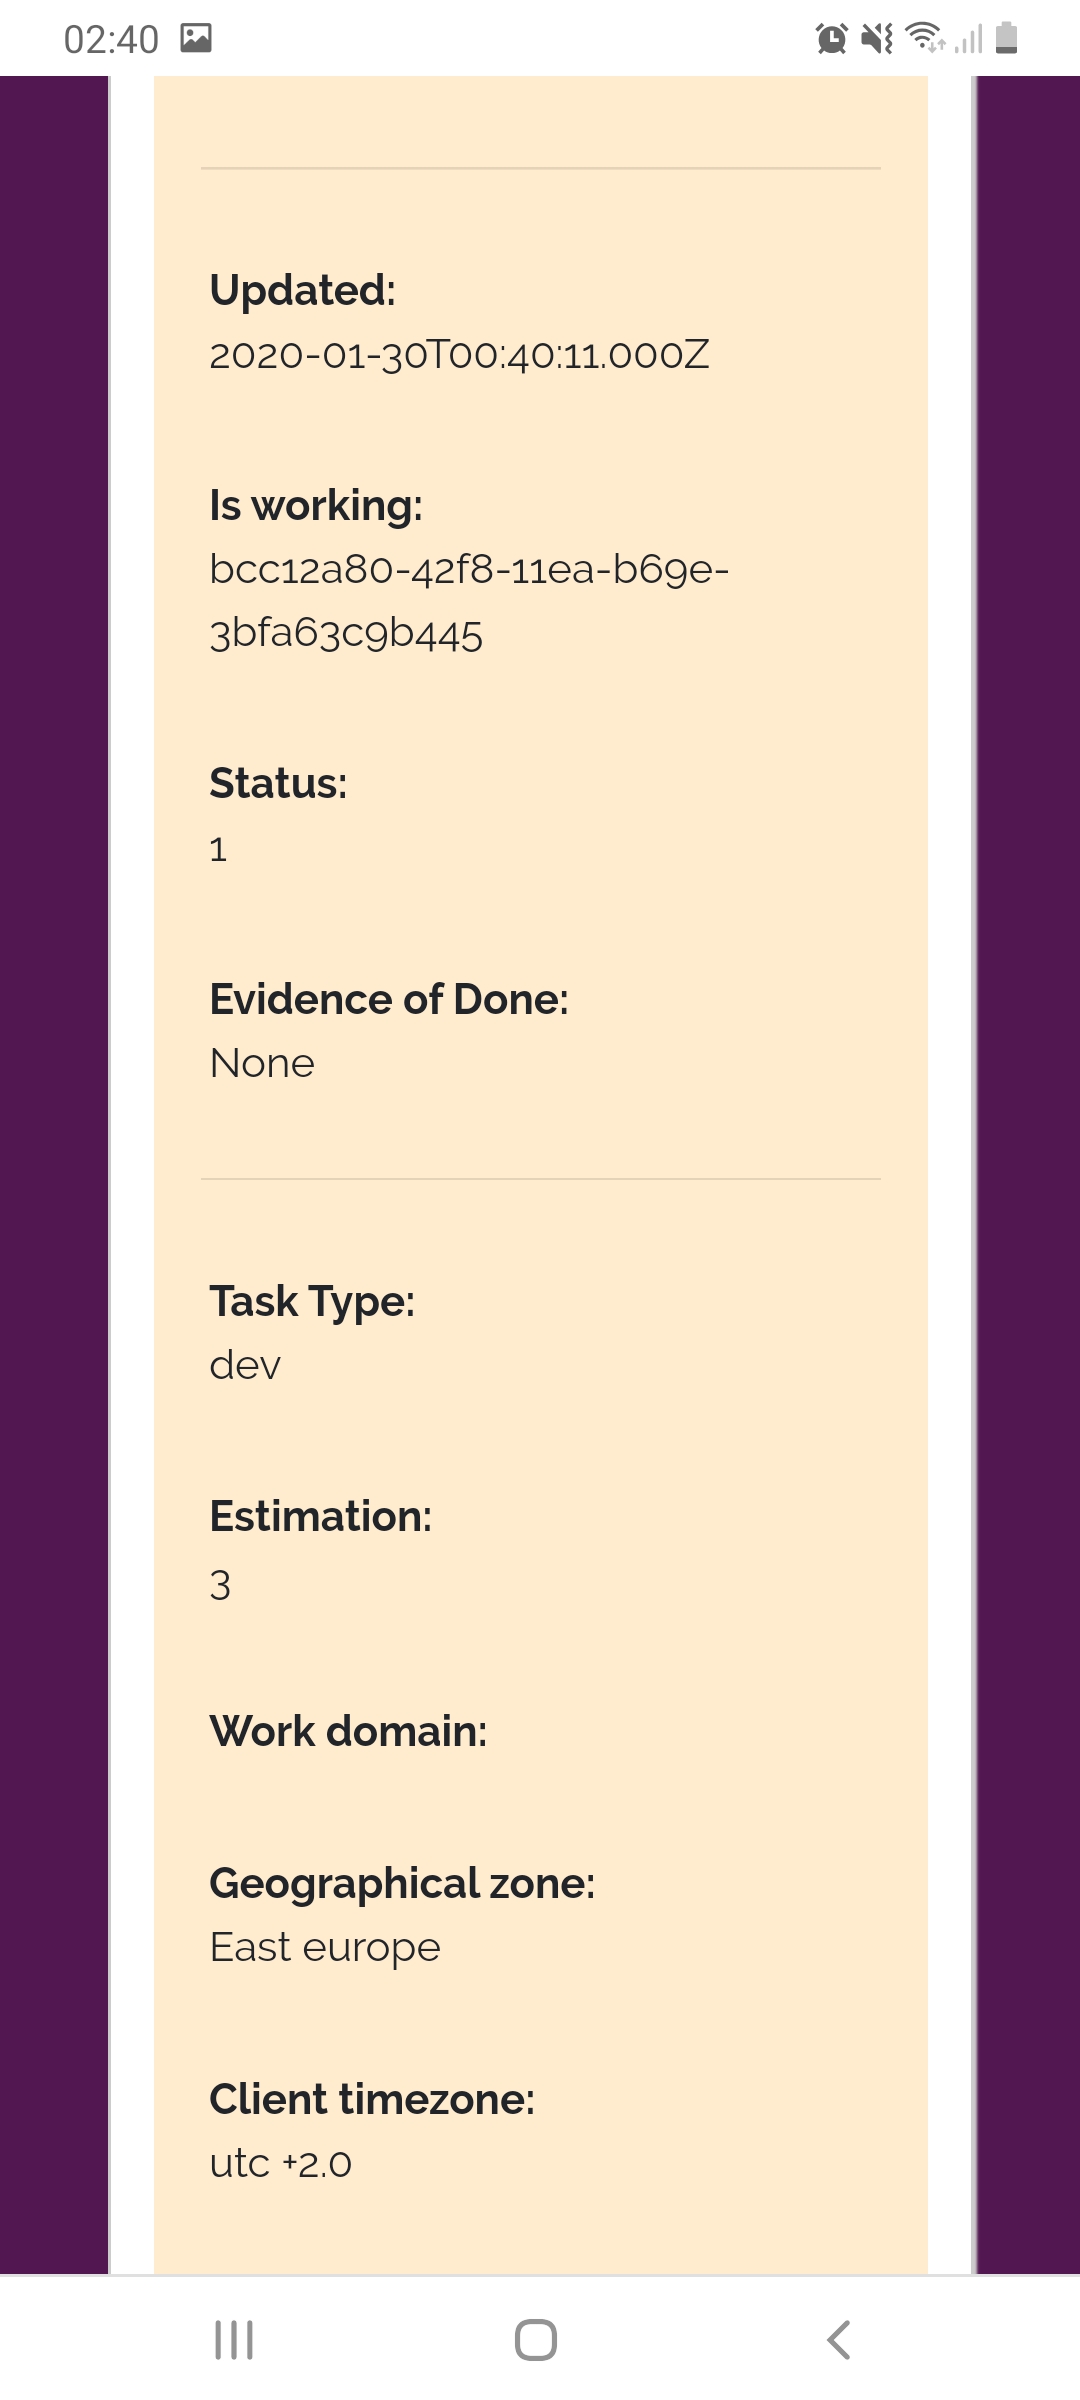 02:40
Updated:
2020-01-30T00:40:11.000Z
Is working:
bcc12a80-42f8-11ea-b69e-
3bfa63c9b445
Status:
1
Evidence of Done:
None
Task Type:
dev
Estimation:
3
Work domain:
Geographical zone:
East europe
Client timezone:
utc +2.0